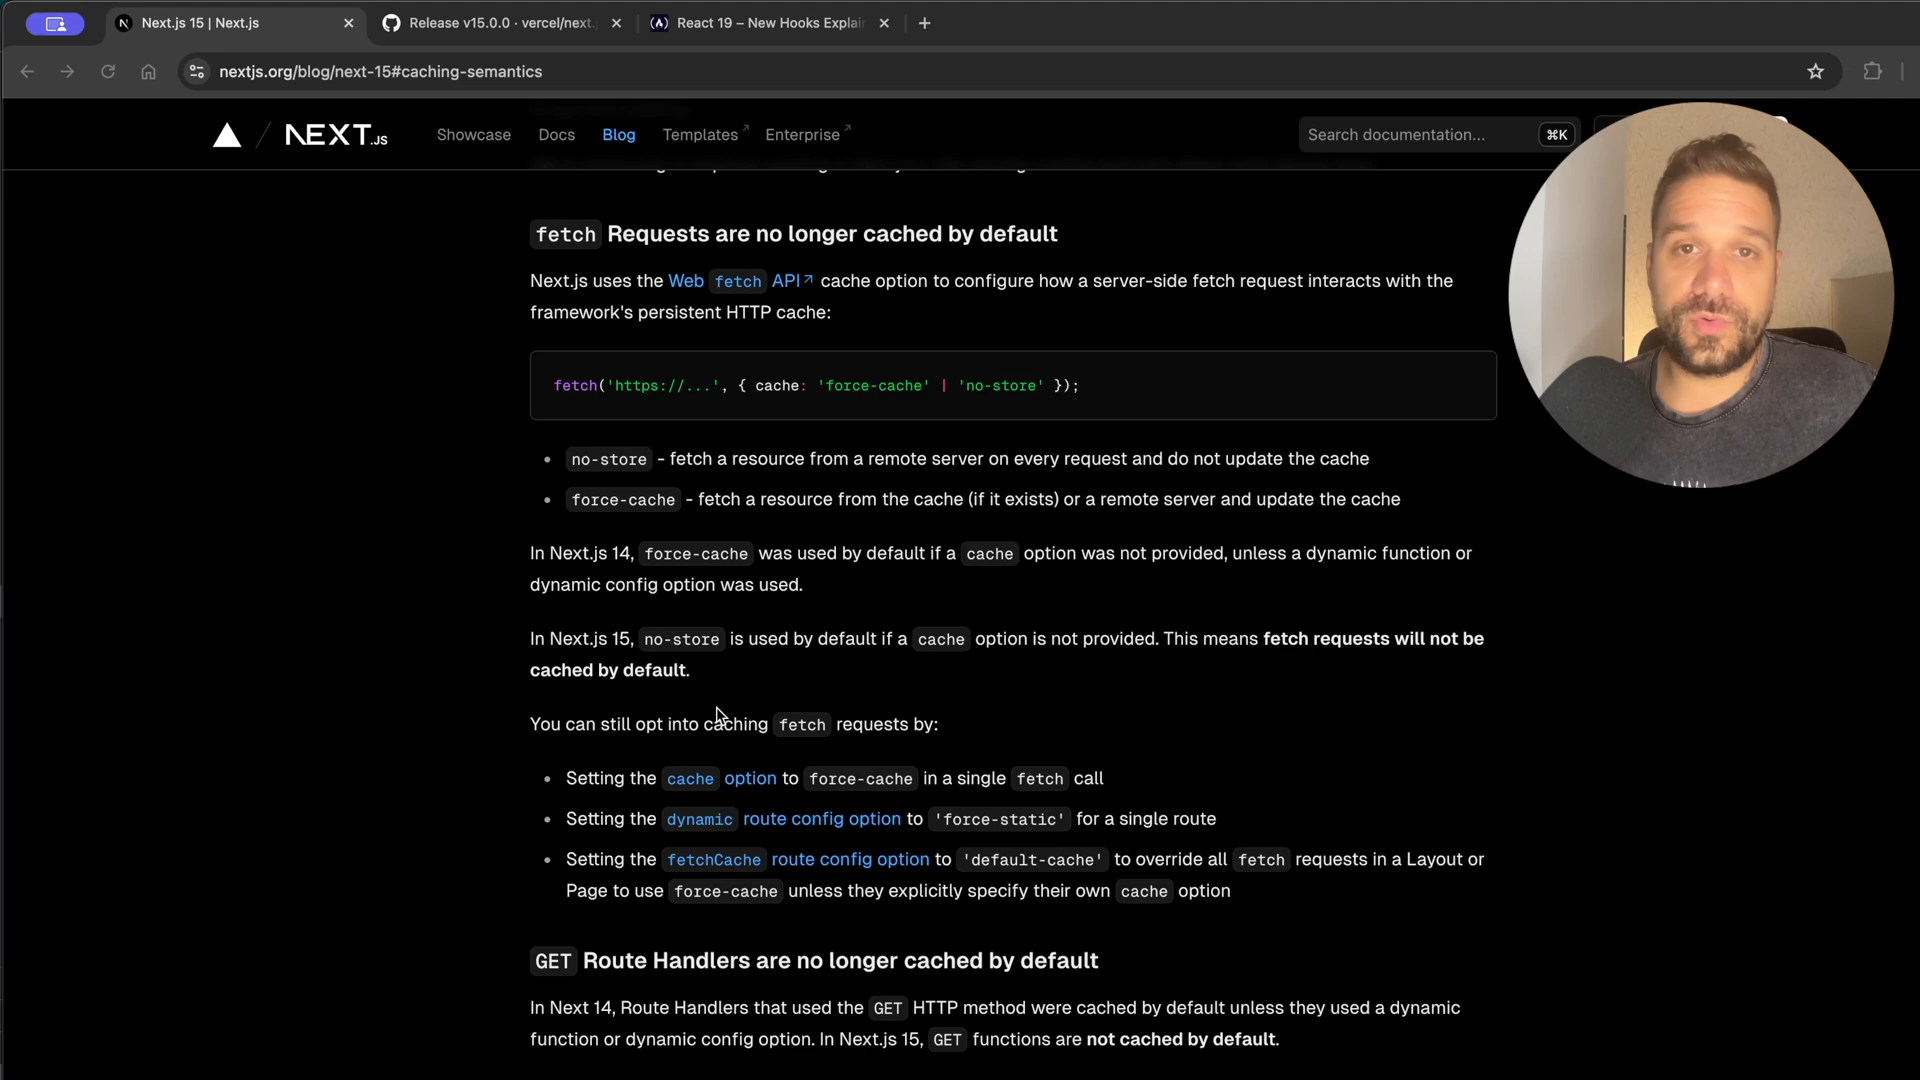 Next.js 15 | Next.js
Release v15.0.0 · vercel/next.
React 19 – New Hooks Explai
nextjs.org/blog/next-15#caching-semantics
NEXT.JS
Showcase
Docs
Blog
Templates
Enterprise
Search documentation...
⌘K
fetch Requests are no longer cached by default
Next.js uses the Web fetch API↗ cache option to configure how a server-side fetch request interacts with the
framework's persistent HTTP cache:
fetch('https://...', { cache: 'force-cache' | 'no-store' });
• no-store - fetch a resource from a remote server on every request and do not update the cache
• force-cache - fetch a resource from the cache (if it exists) or a remote server and update the cache
In Next.js 14, force-cache was used by default if a cache option was not provided, unless a dynamic function or
dynamic config option was used.
In Next.js 15, no-store is used by default if a cache option is not provided. This means fetch requests will not be
cached by default.
You can still opt into caching fetch requests by:
• Setting the cache option to force-cache in a single fetch call
• Setting the dynamic route config option to 'force-static' for a single route
• Setting the fetchCache route config option to 'default-cache' to override all fetch requests in a Layout or
Page to use force-cache unless they explicitly specify their own cache option
GET Route Handlers are no longer cached by default
In Next 14, Route Handlers that used the GET HTTP method were cached by default unless they used a dynamic
function or dynamic config option. In Next.js 15, GET functions are not cached by default.